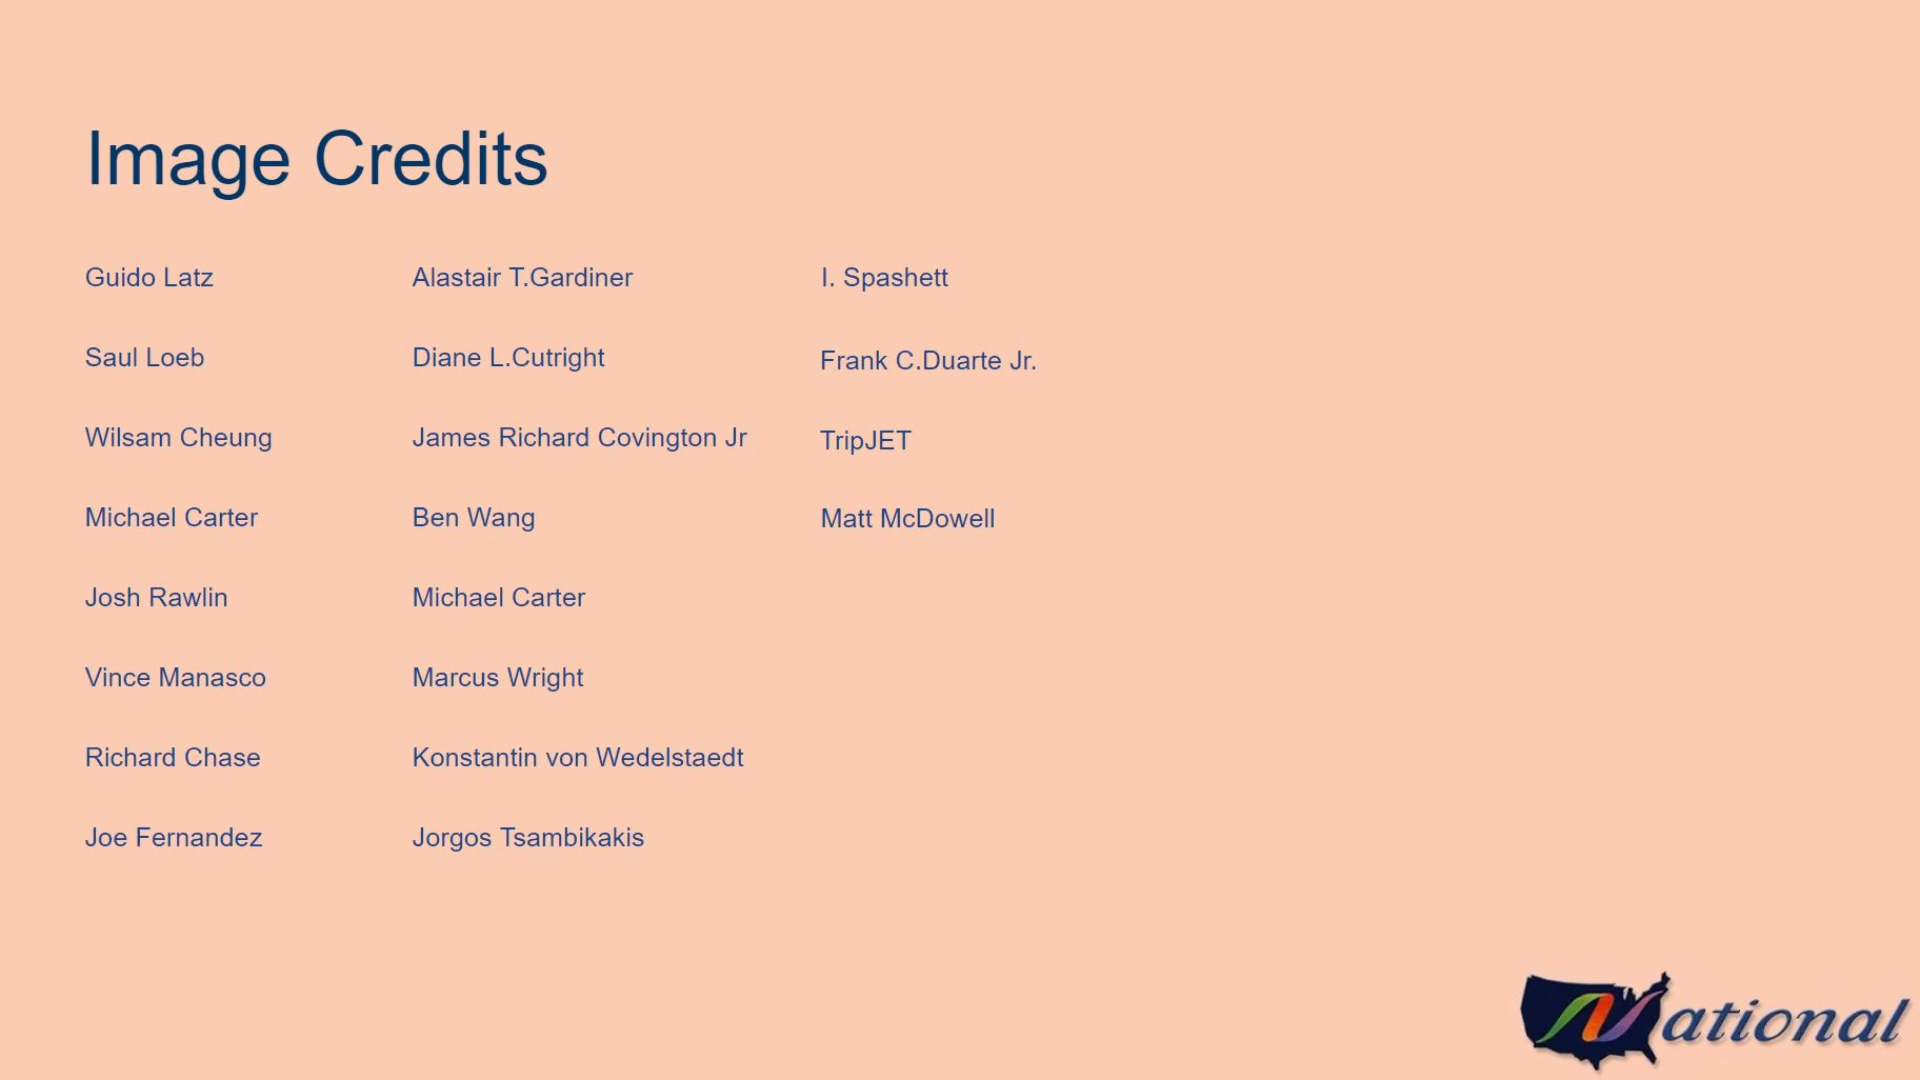 Image Credits
Guido Latz
Saul Loeb
Wilsam Cheung
Michael Carter
Josh Rawlin
Vince Manasco
Richard Chase
Joe Fernandez
Alastair T.Gardiner
Diane L.Cutright
James Richard Covington Jr
Ben Wang
Michael Carter
Marcus Wright
Konstantin von Wedelstaedt
Jorgos Tsambikakis
I. Spashett
Frank C.Duarte Jr.
TripJET
Matt McDowell
National